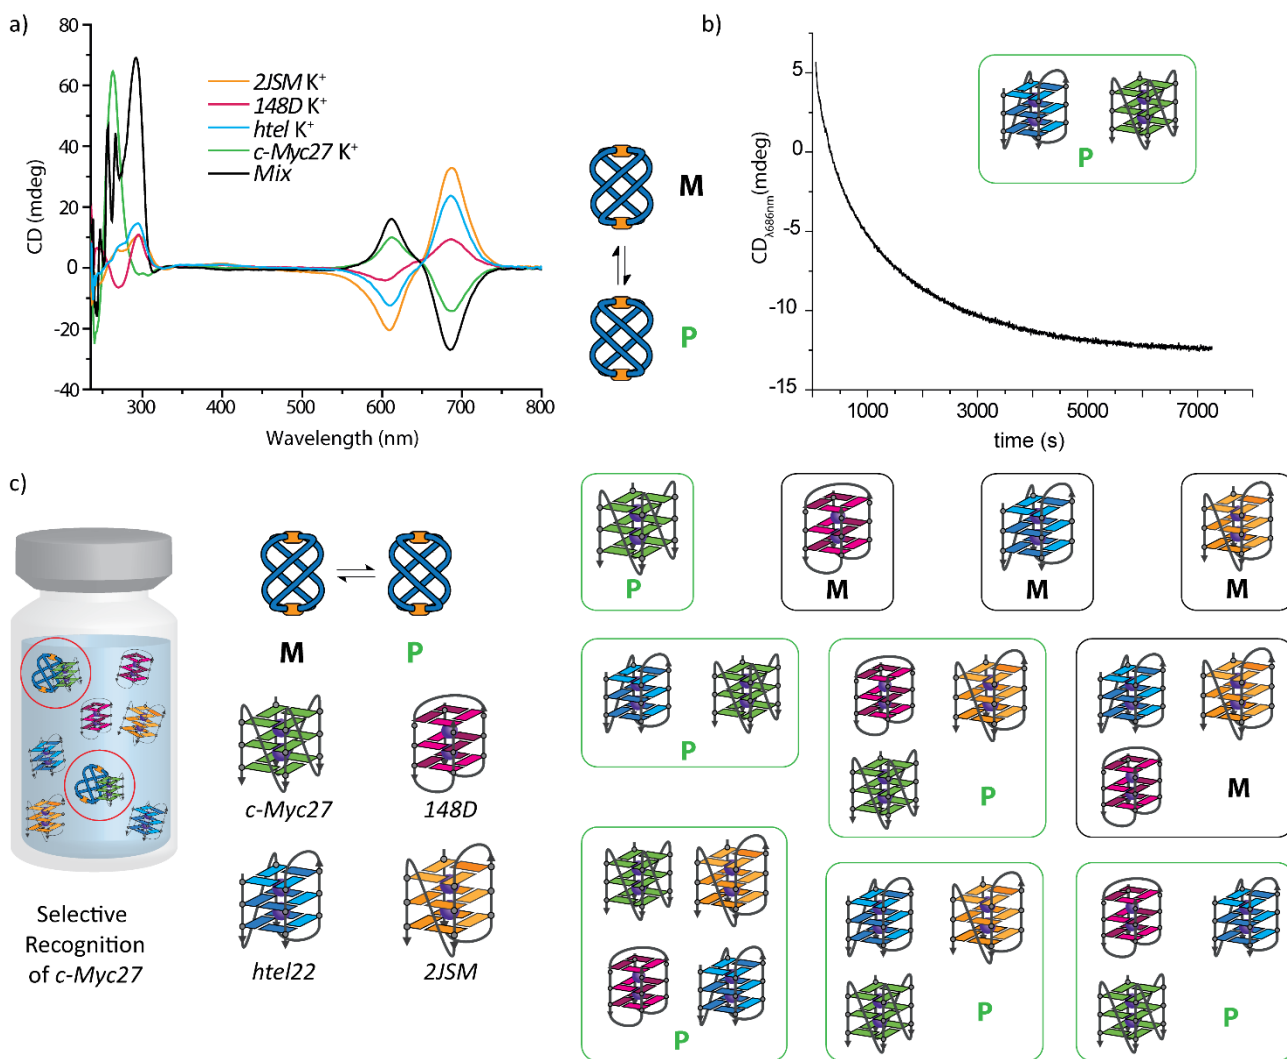 a)
80
60
40
20
0
-20
-40
CD (mdeg)
300
400
500
600
700
800
Wavelength (nm)
2JSM K⁺
148D K⁺
htel K⁺
c-Myc27 K⁺
Mix
M
P
b)
5
0
-5
-10
-15
CDλ686nm(mdeg)
1000
3000
5000
7000
time (s)
P
c)
M
P
c-Myc27
148D
htel22
2JSM
Selective
Recognition
of c-Myc27
P
M
M
M
P
P
M
P
P
P